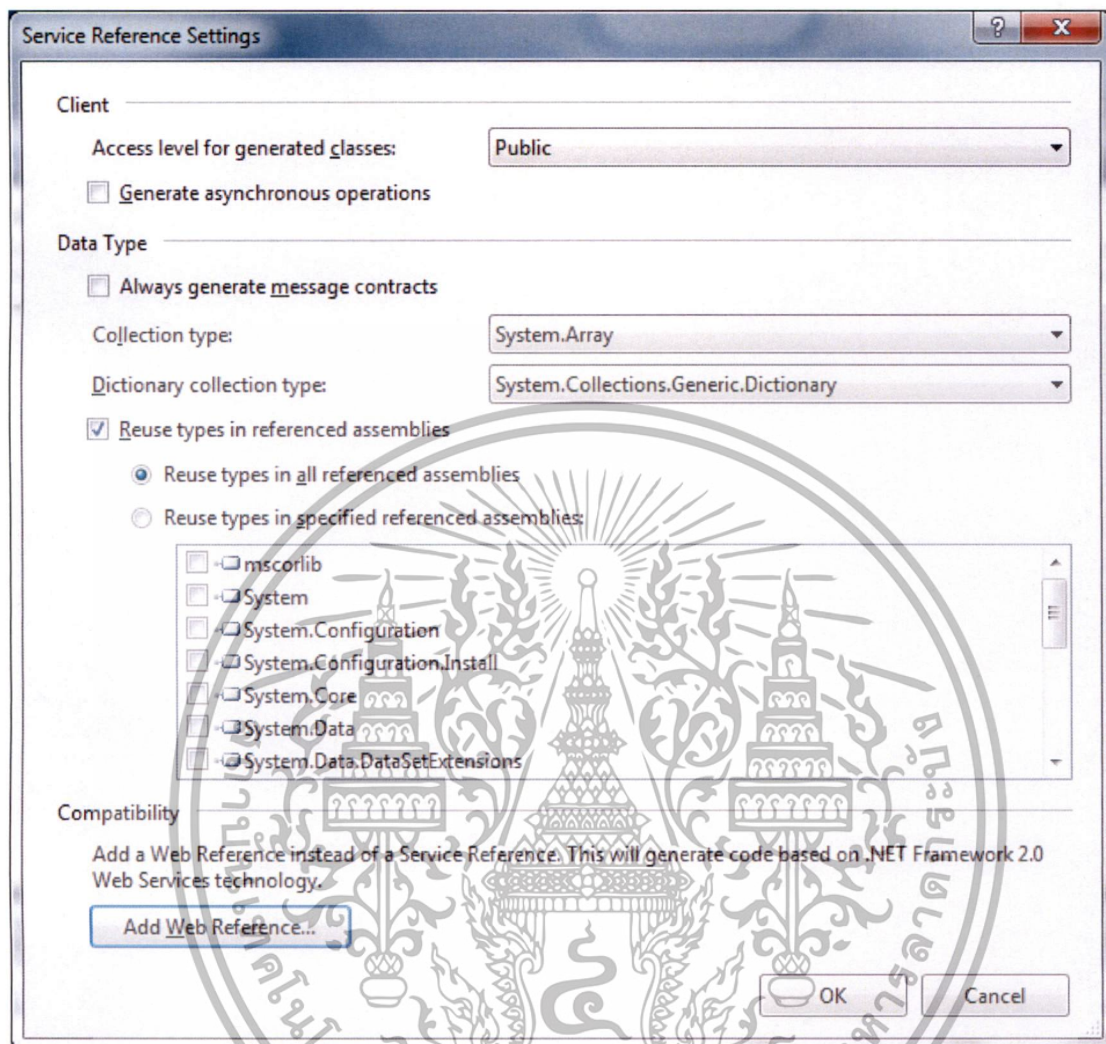 Service Reference Settings
Client
Access level for generated classes: Public
Generate asynchronous operations
Data Type
Always generate message contracts
Collection type: System.Array
Dictionary collection type: System.Collections.Generic.Dictionary
Reuse types in referenced assemblies
Reuse types in all referenced assemblies
Reuse types in specified referenced assemblies:
mscorlib
System
System.Configuration
System.Configuration.Install
System.Core
System.Data
System.Data.DataSetExtensions
Compatibility
Add a Web Reference instead of a Service Reference. This will generate code based on .NET Framework 2.0
Web Services technology.
Add Web Reference...
OK Cancel